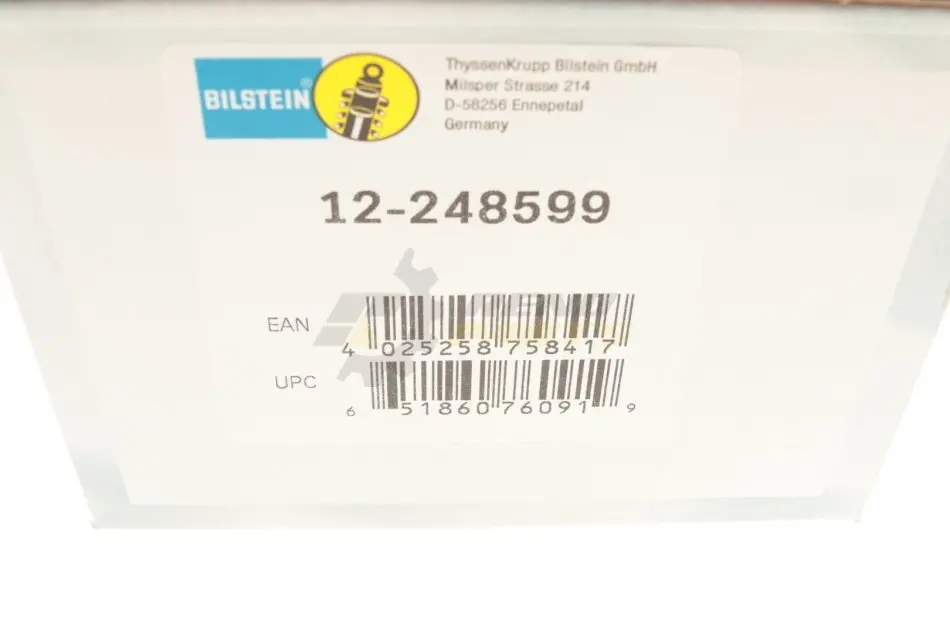 BILSTEIN®
ThyssenKrupp Bilstein GmbH
Milsper Strasse 214
D-58256 Ennepetal
Germany
12-248599
EAN
4 025258 758417
UPC
6 51860 76091 9